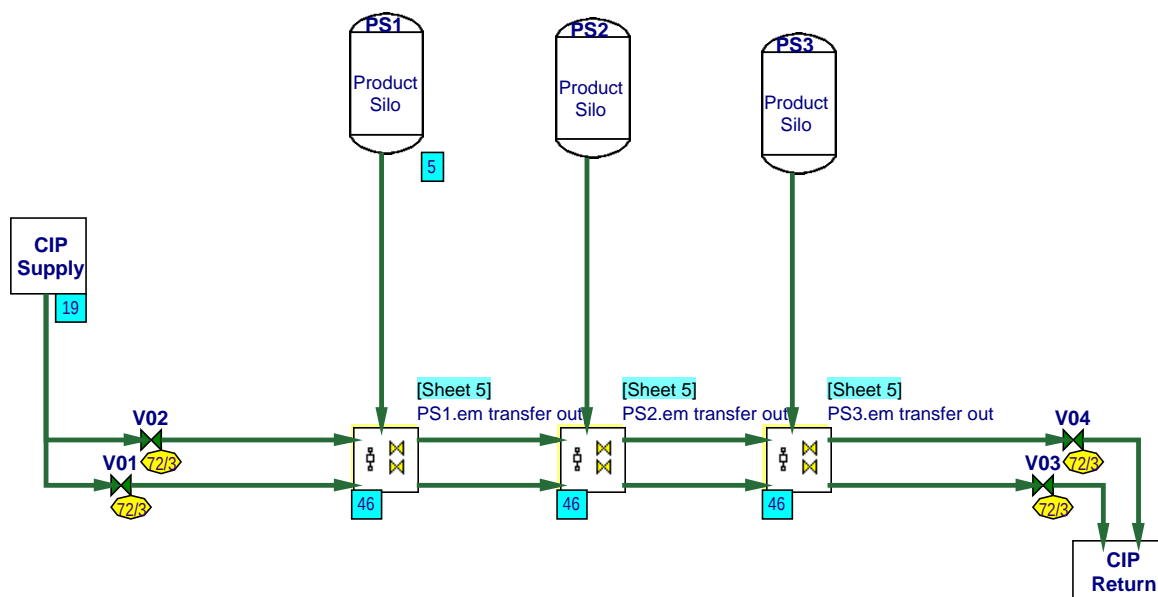 PS1
PS2
PS3
Product
Silo
Product
Silo
Product
Silo
5
CIP
Supply
19
[Sheet 5]
[Sheet 5]
[Sheet 5]
PS1.em transfer out
PS2.em transfer out
PS3.em transfer out
V02
V04
72/3
72/3
V01
V03
72/3
72/3
46
46
46
CIP
Return